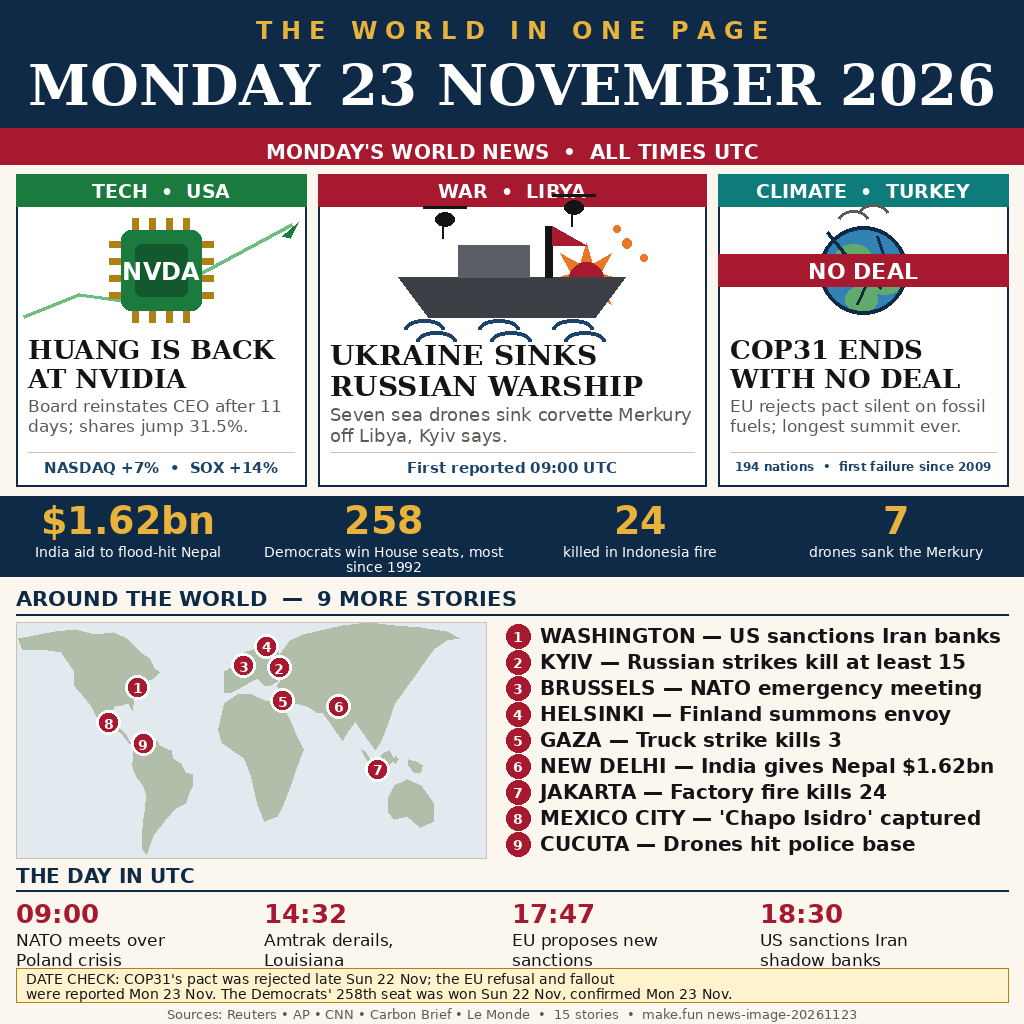 THE WORLD IN ONE PAGE
MONDAY 23 NOVEMBER 2026
MONDAY'S WORLD NEWS • ALL TIMES UTC
TECH • USA
NVDA
HUANG IS BACK
AT NVIDIA
Board reinstates CEO after 11
days; shares jump 31.5%.
NASDAQ +7% • SOX +14%
WAR • LIBYA
UKRAINE SINKS
RUSSIAN WARSHIP
Seven sea drones sink corvette Merkury
off Libya, Kyiv says.
First reported 09:00 UTC
CLIMATE • TURKEY
NO DEAL
COP31 ENDS
WITH NO DEAL
EU rejects pact silent on fossil
fuels; longest summit ever.
194 nations • first failure since 2009
$1.62bn
India aid to flood-hit Nepal
258
Democrats win House seats, most
since 1992
24
killed in Indonesia fire
7
drones sank the Merkury
AROUND THE WORLD — 9 MORE STORIES
1
2
3
4
5
6
7
8
9
1 WASHINGTON — US sanctions Iran banks
2 KYIV — Russian strikes kill at least 15
3 BRUSSELS — NATO emergency meeting
4 HELSINKI — Finland summons envoy
5 GAZA — Truck strike kills 3
6 NEW DELHI — India gives Nepal $1.62bn
7 JAKARTA — Factory fire kills 24
8 MEXICO CITY — 'Chapo Isidro' captured
9 CUCUTA — Drones hit police base
THE DAY IN UTC
09:00
NATO meets over
Poland crisis
14:32
Amtrak derails,
Louisiana
17:47
EU proposes new
sanctions
18:30
US sanctions Iran
shadow banks
DATE CHECK: COP31's pact was rejected late Sun 22 Nov; the EU refusal and fallout
were reported Mon 23 Nov. The Democrats' 258th seat was won Sun 22 Nov, confirmed Mon 23 Nov.
Sources: Reuters • AP • CNN • Carbon Brief • Le Monde • 15 stories • make.fun news-image-20261123